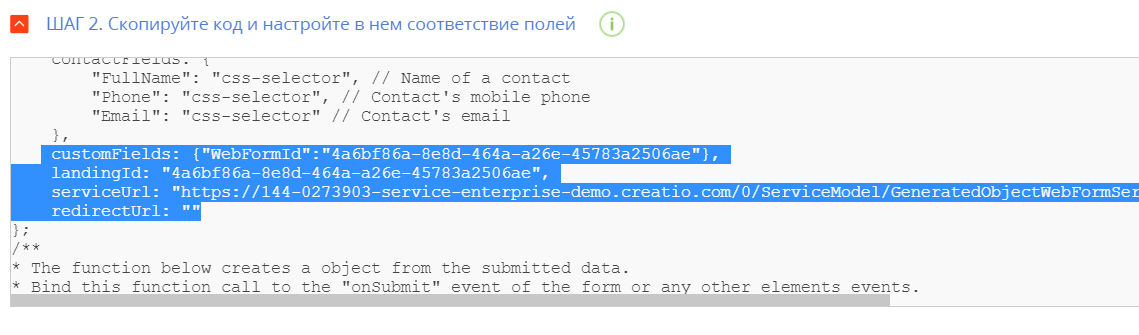 ШАГ 2. Скопируйте код и настройте в нем соответствие полей
contactFields: {
"FullName": "css-selector", // Name of a contact
"Phone": "css-selector", // Contact's mobile phone
"Email": "css-selector" // Contact's email
},
customFields: {"WebFormId":"4a6bf86a-8e8d-464a-a26e-45783a2506ae"},
landingId: "4a6bf86a-8e8d-464a-a26e-45783a2506ae",
serviceUrl: "https://144-0273903-service-enterprise-demo.creatio.com/0/ServiceModel/GeneratedObjectWebFormSer
redirectUrl: ""
};
/**
* The function below creates a object from the submitted data.
* Bind this function call to the "onSubmit" event of the form or any other elements events.